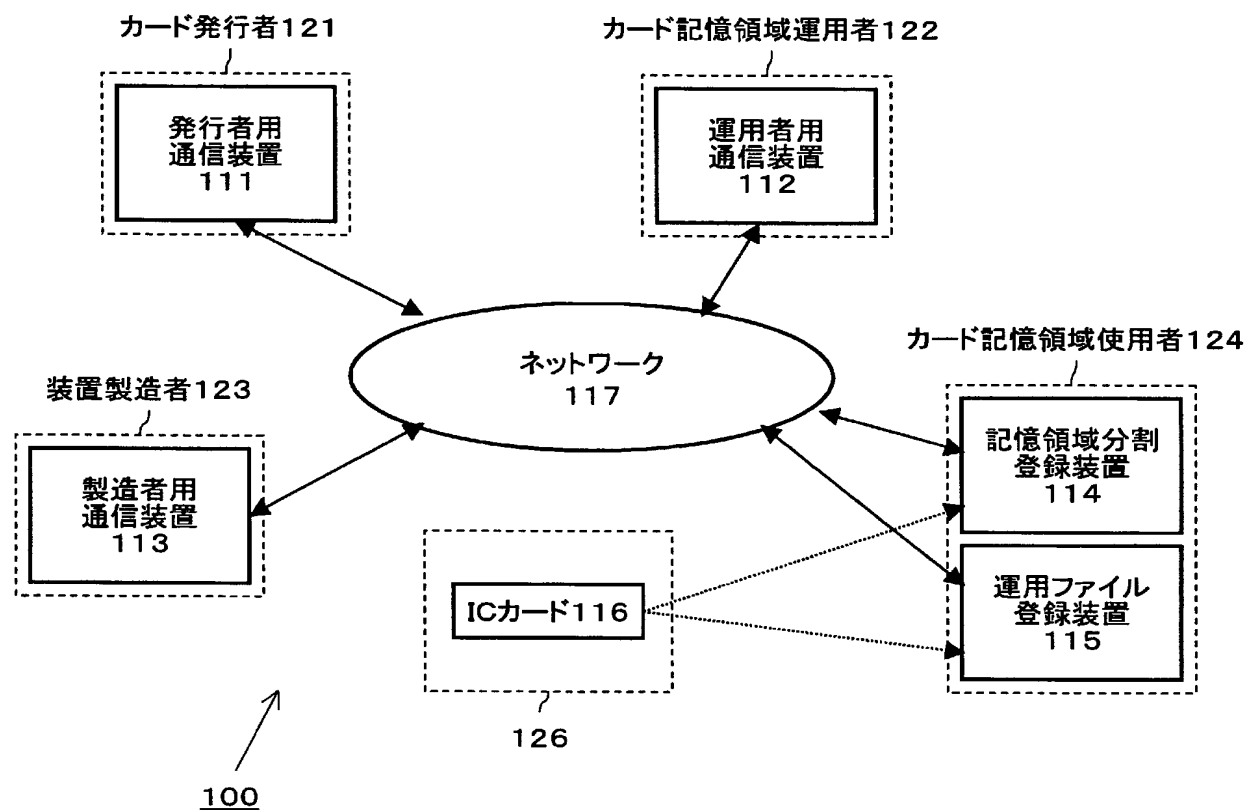 カード発行者121
カード記憶領域運用者122
発行者用
通信装置
111
運用者用
通信装置
112
ネットワーク
117
カード記憶領域使用者124
装置製造者123
製造者用
通信装置
113
記憶領域分割
登録装置
114
ICカード116
運用ファイル
登録装置
115
126
100